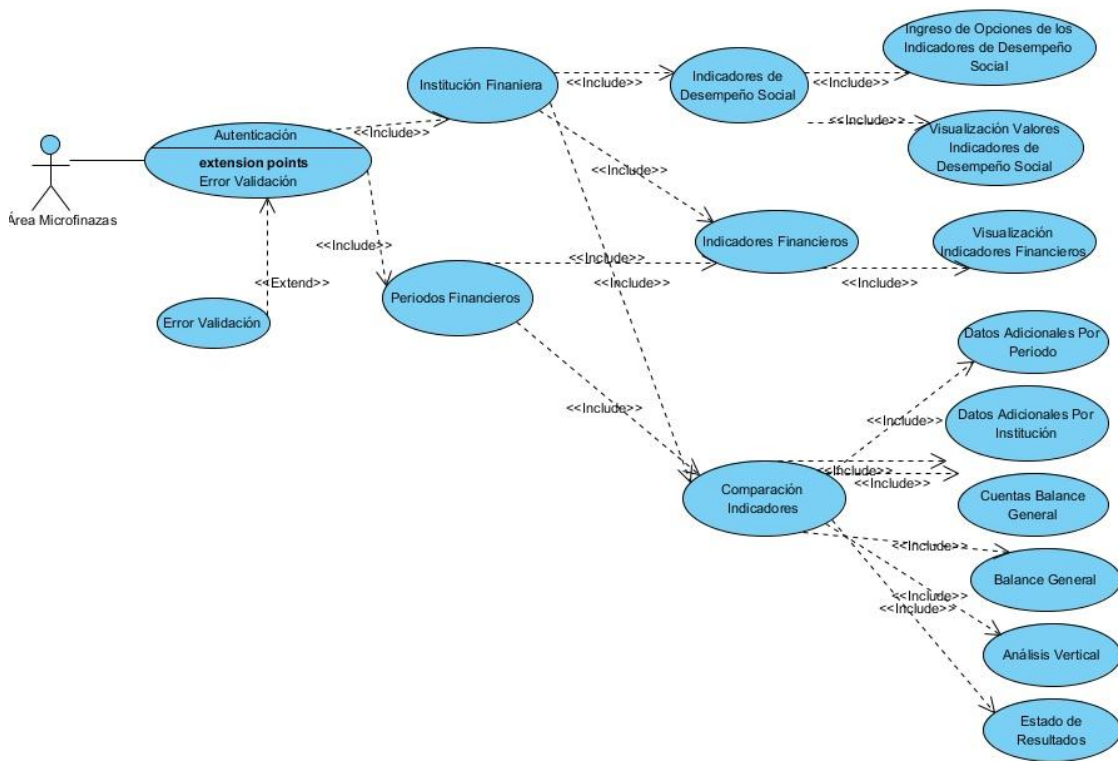 Ingreso de Opciones de los
Indicadores de Desempeño
Social
Institución Finaniera
<<Include>>
Indicadores de
Desempeño Social
<<Include>>
Autenticación
<<Include>>
<<Include>>
Visualización Valores
Indicadores de
Desempeño Social
extension points
Error Validación
Área Microfinazas
<<Include>>
<<Include>>
Indicadores Financieros
Visualización
Indicadores Financieros
<<Include>>
<<Include>>
<<Include>>
<<Extend>>
Periodos Financieros
Error Validación
Datos Adicionales Por
Periodo
<<Include>>
<<Include>>
Datos Adicionales Por
Institución
<<Include>>
<<Include>>
Comparación
Indicadores
Cuentas Balance
General
<<Include>>
Balance General
<<Include>>
<<Include>>
Análisis Vertical
Estado de
Resultados